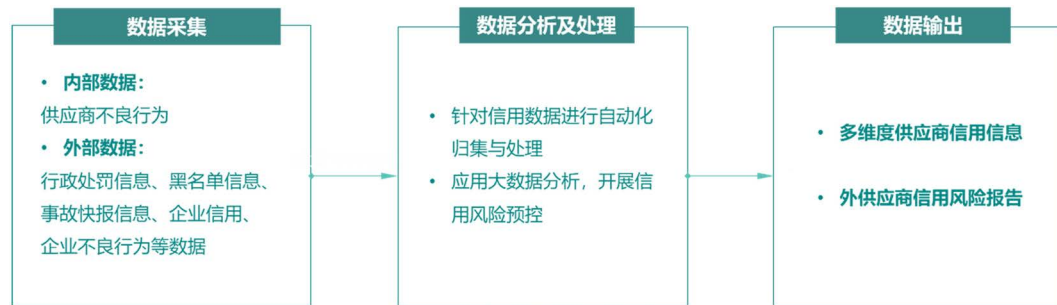 数据采集
• 内部数据：
供应商不良行为
• 外部数据：
行政处罚信息、黑名单信息、
事故快报信息、企业信用、
企业不良行为等数据
数据分析及处理
• 针对信用数据进行自动化
归集与处理
• 应用大数据分析，开展信
用风险预控
数据输出
• 多维度供应商信用信息
• 外供应商信用风险报告